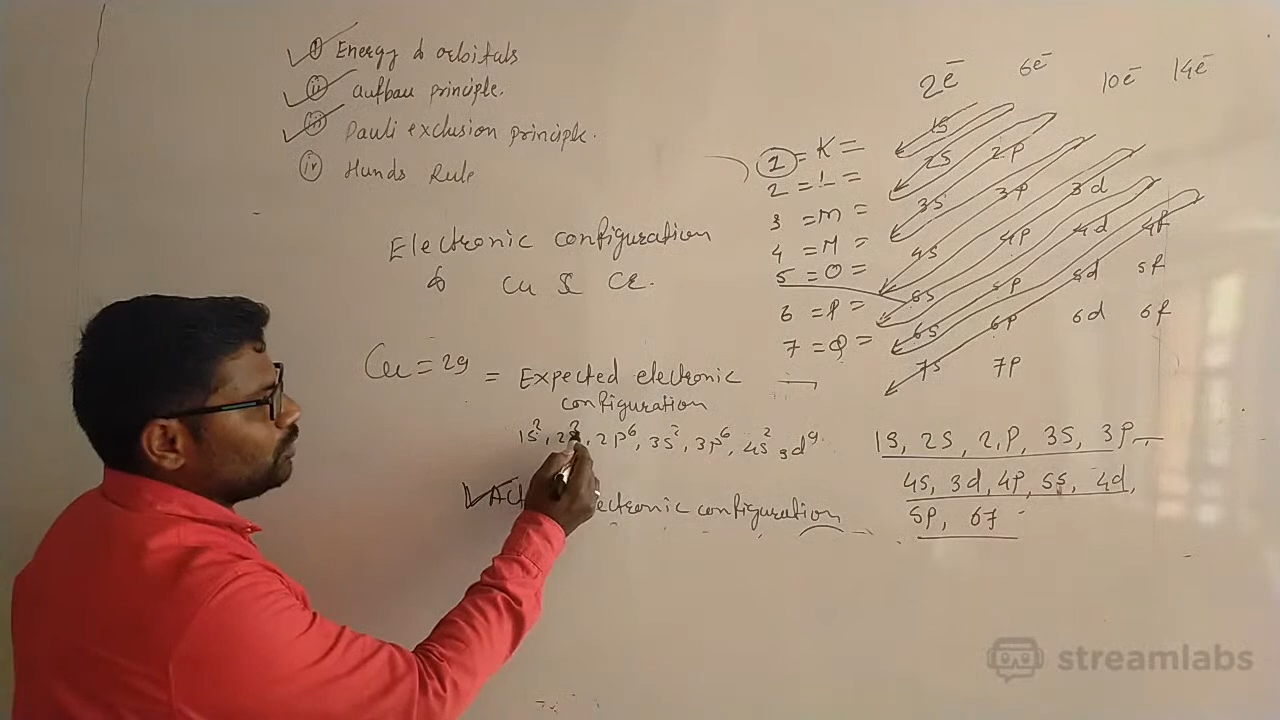 (i) Energy of orbitals
(ii) Aufbau principle.
(iii) Pauli exclusion principle.
(iv) Hunds Rule
Electronic configuration
of Cu & Cr.
Cu = 29 = Expected electronic
configuration
1s², 2s², 2p⁶, 3s², 3p⁶, 4s² 3d⁹.
electronic configuration
2e⁻ 6e⁻ 10e⁻ 14e⁻
1 = K = 1s
2 = L = 2s 2p
3 = M = 3s 3p 3d
4 = N = 4s 4p 4d 4f
5 = O = 5s 5p 5d 5f
6 = P = 6s 6p 6d 6f
7 = Q = 7s 7p
1s, 2s, 2p, 3s, 3p,
4s, 3d, 4p, 5s, 4d,
5p, 6f
streamlabs